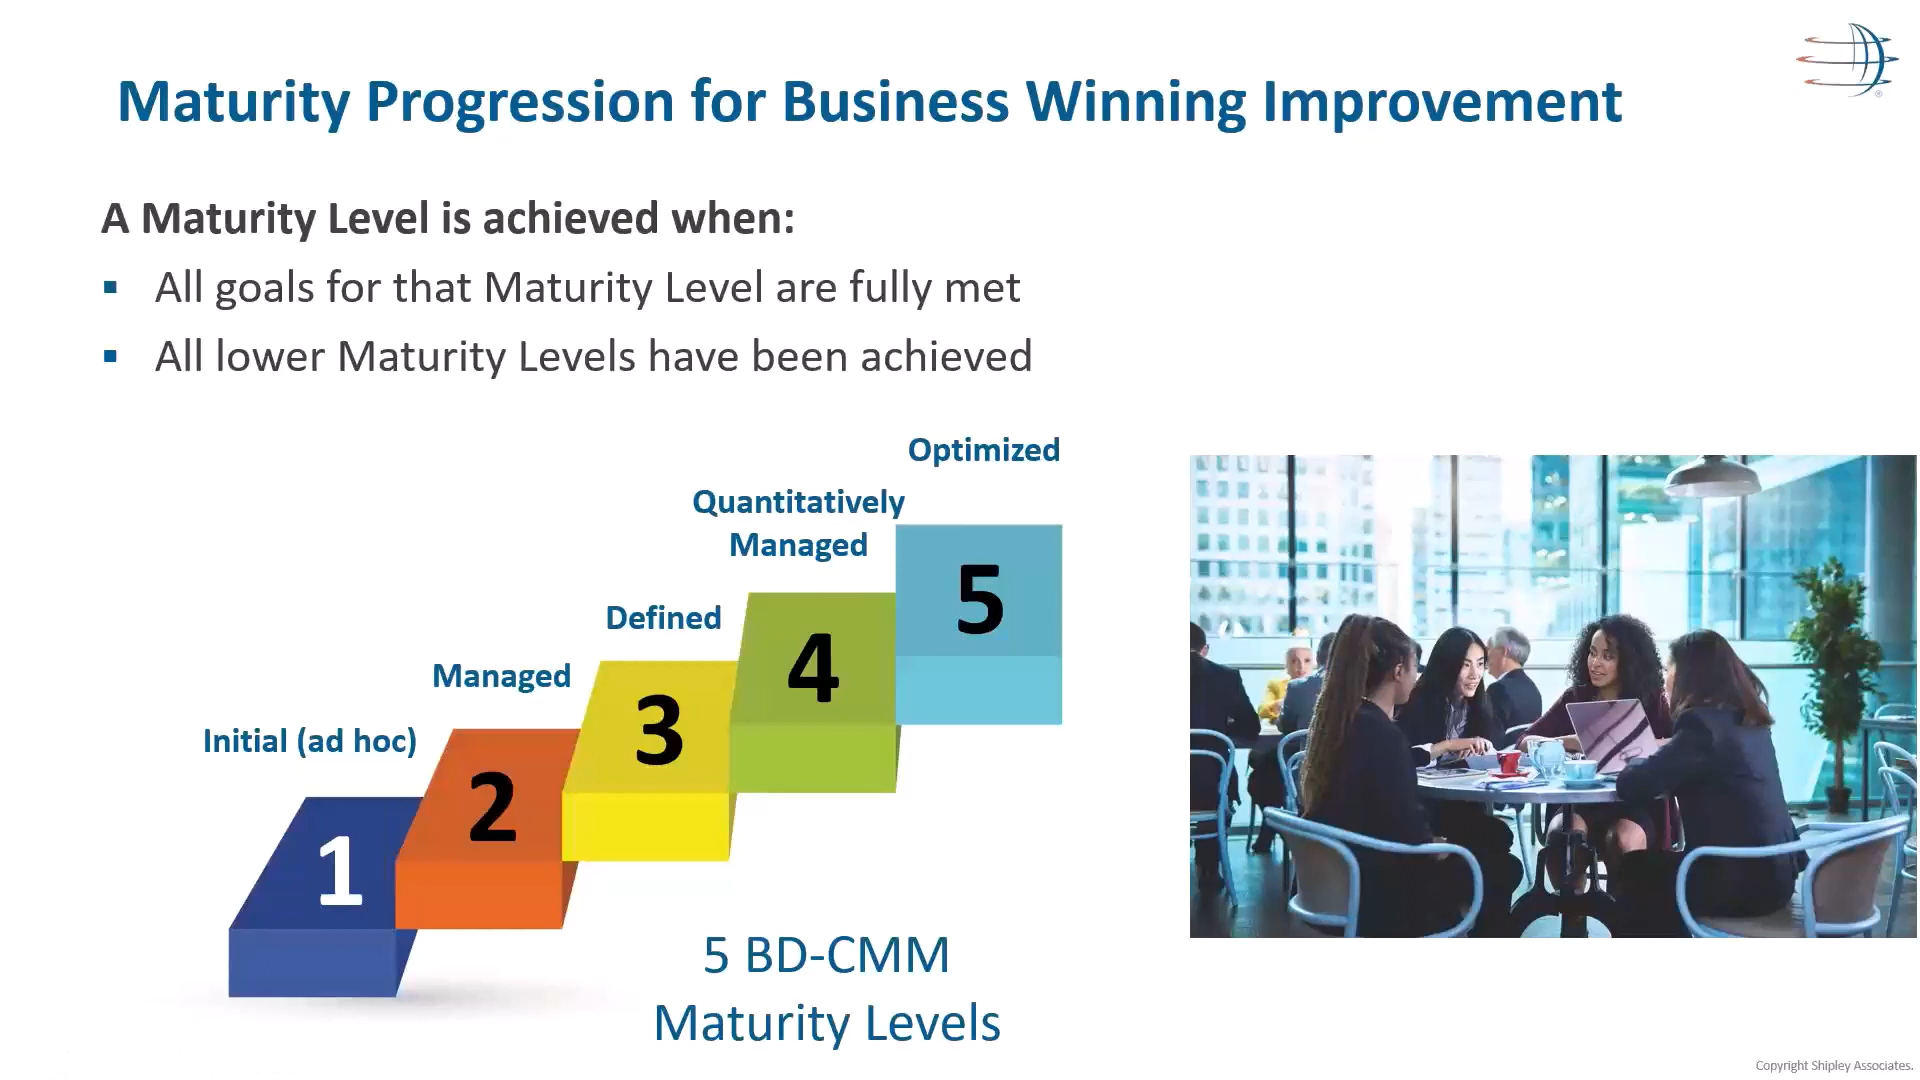 Maturity Progression for Business Winning Improvement
A Maturity Level is achieved when:
All goals for that Maturity Level are fully met
All lower Maturity Levels have been achieved
Optimized
Quantitatively
Managed
5
Defined
4
Managed
3
Initial (ad hoc)
2
1
5 BD-CMM
Maturity Levels
Copyright Shipley Associates.